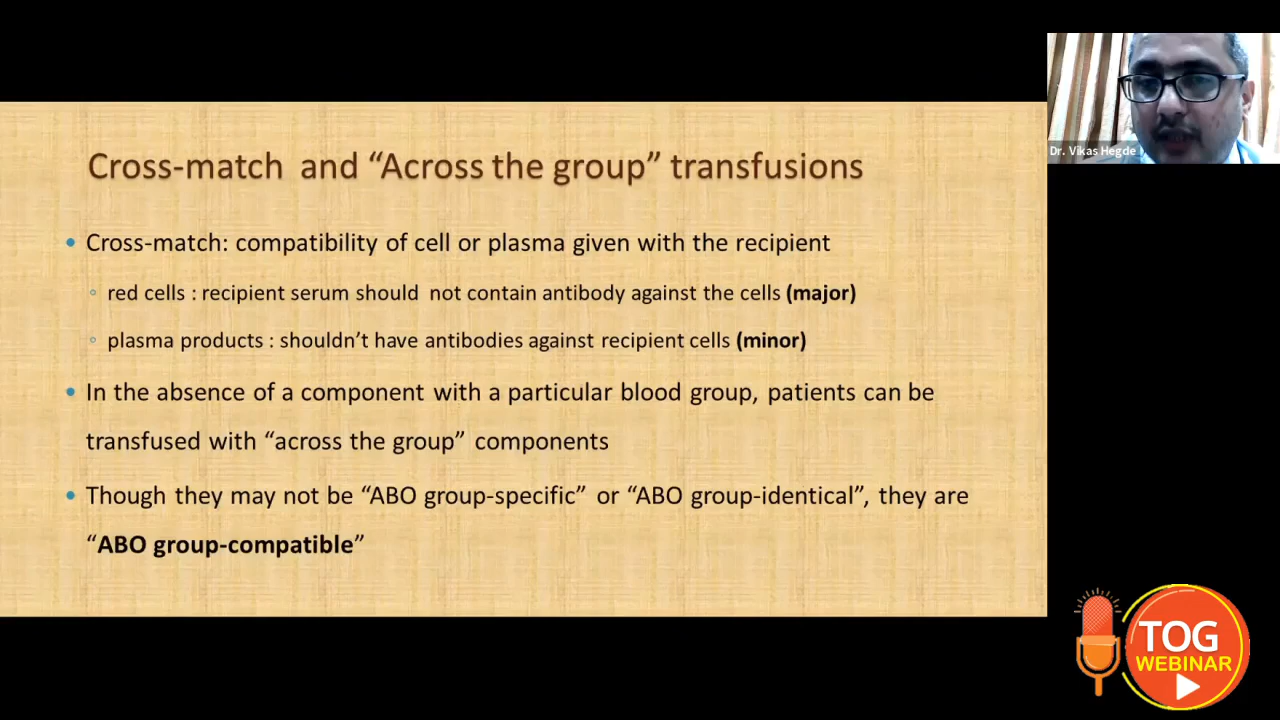 Cross-match and “Across the group” transfusions
• Cross-match: compatibility of cell or plasma given with the recipient
◦ red cells : recipient serum should not contain antibody against the cells (major)
◦ plasma products : shouldn’t have antibodies against recipient cells (minor)
• In the absence of a component with a particular blood group, patients can be
transfused with “across the group” components
• Though they may not be “ABO group-specific” or “ABO group-identical”, they are
“ABO group-compatible”
Dr. Vikas Hegde
TOG
WEBINAR